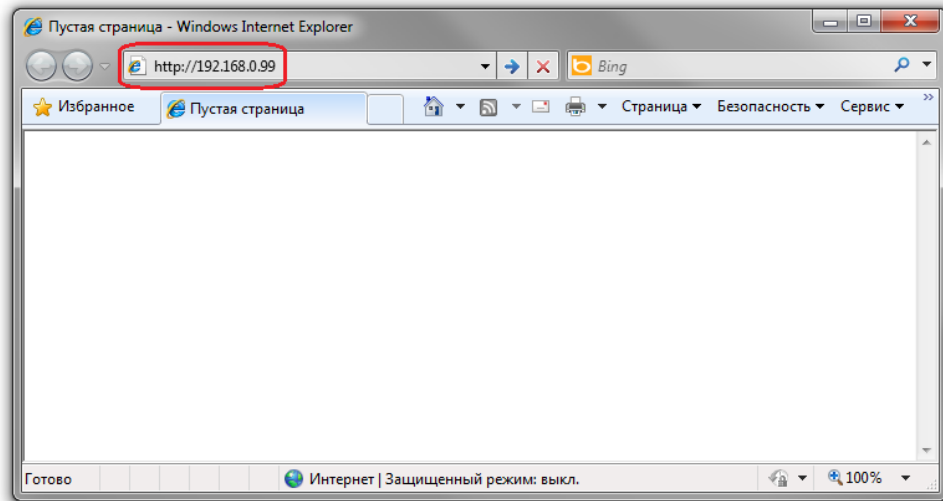 Пустая страница - Windows Internet Explorer
http://192.168.0.99
Bing
Избранное
Пустая страница
Страница
Безопасность
Сервис
Готово
Интернет | Защищенный режим: выкл.
100%